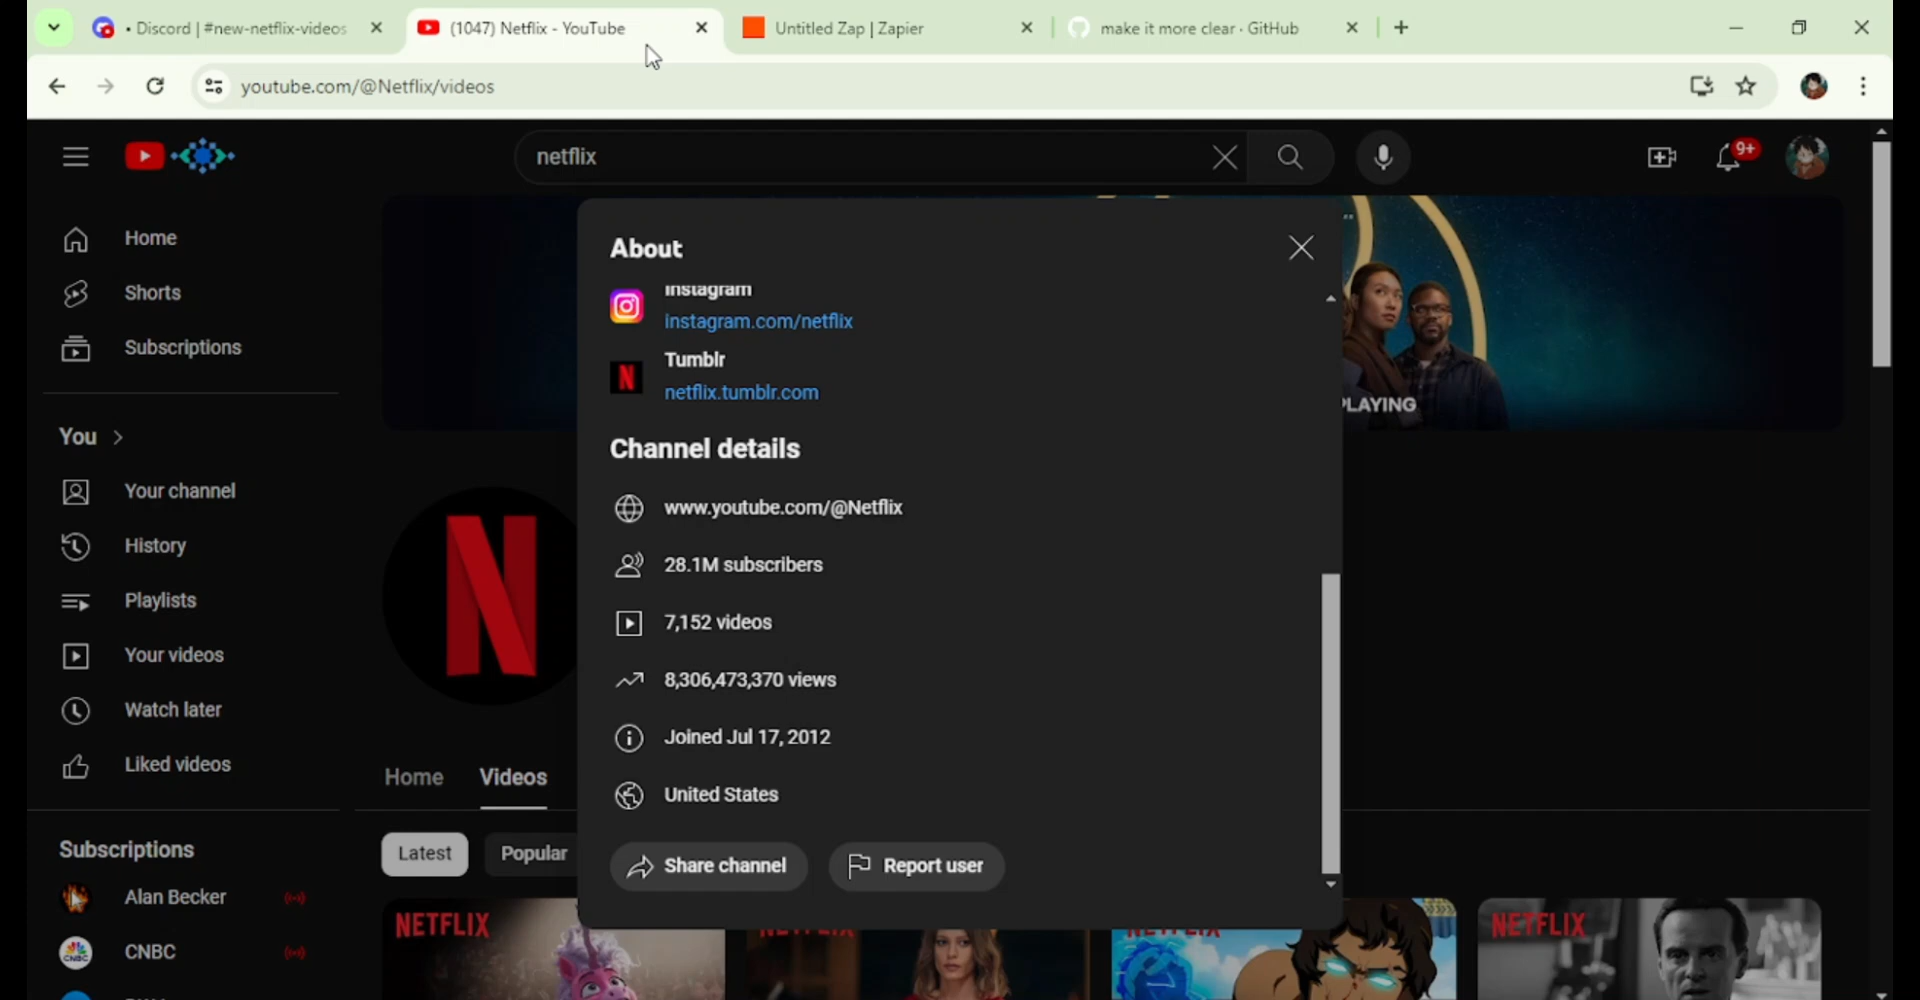 • Discord | #new-netflix-videos
(1047) Netflix - YouTube
Untitled Zap | Zapier
make it more clear · GitHub
youtube.com/@Netflix/videos
netflix
9+
Home
Shorts
Subscriptions
You
Your channel
History
Playlists
Your videos
Watch later
Liked videos
Subscriptions
Alan Becker
CNBC
CNBC
About
Instagram
instagram.com/netflix
Tumblr
netflix.tumblr.com
Channel details
www.youtube.com/@Netflix
28.1M subscribers
7,152 videos
8,306,473,370 views
Joined Jul 17, 2012
United States
Share channel
Report user
PLAYING
N
N
Home
Videos
Latest
Popular
NETFLIX
NETFLIX
NETFLIX
NETFLIX